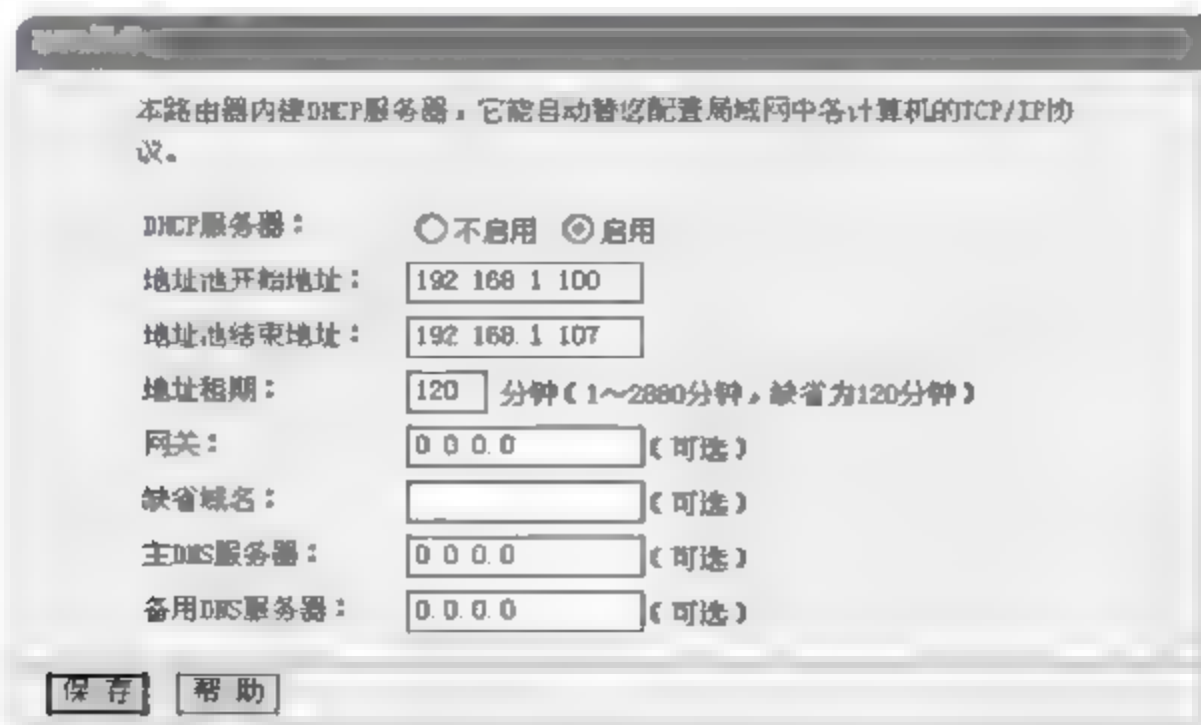 本路由器内建DHCP服务器，它能自动替您配置局域网中各计算机的TCP/IP协
议。
DHCP服务器： 不启用 启用
地址池开始地址： 192.168.1.100
地址池结束地址： 192.168.1.107
地址租期： 120 分钟（1～2880分钟，缺省为120分钟）
网关： 0.0.0.0 （可选）
缺省域名： （可选）
主DNS服务器： 0.0.0.0 （可选）
备用DNS服务器： 0.0.0.0 （可选）
保存 帮助